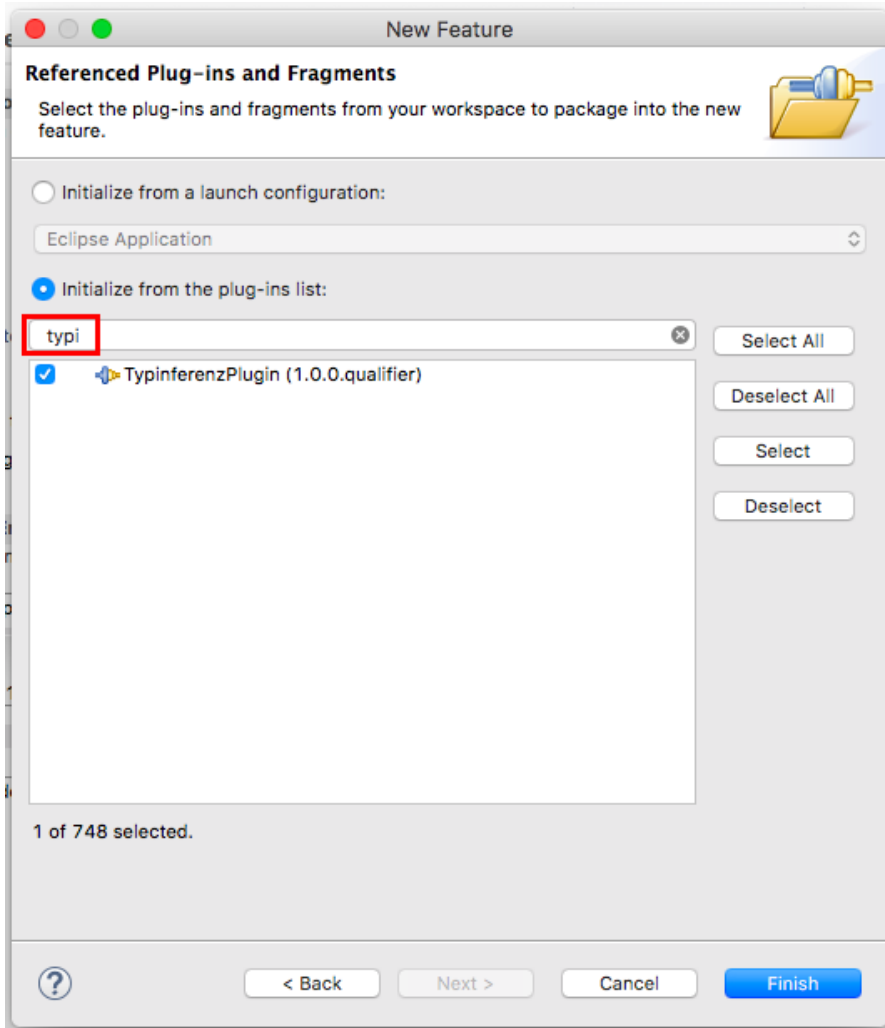 New Feature
Referenced Plug-ins and Fragments
Select the plug-ins and fragments from your workspace to package into the new
feature.
Initialize from a launch configuration:
Eclipse Application
Initialize from the plug-ins list:
typi
Select All
TypinferenzPlugin (1.0.0.qualifier)
Deselect All
Select
Deselect
1 of 748 selected.
?
< Back
Next >
Cancel
Finish